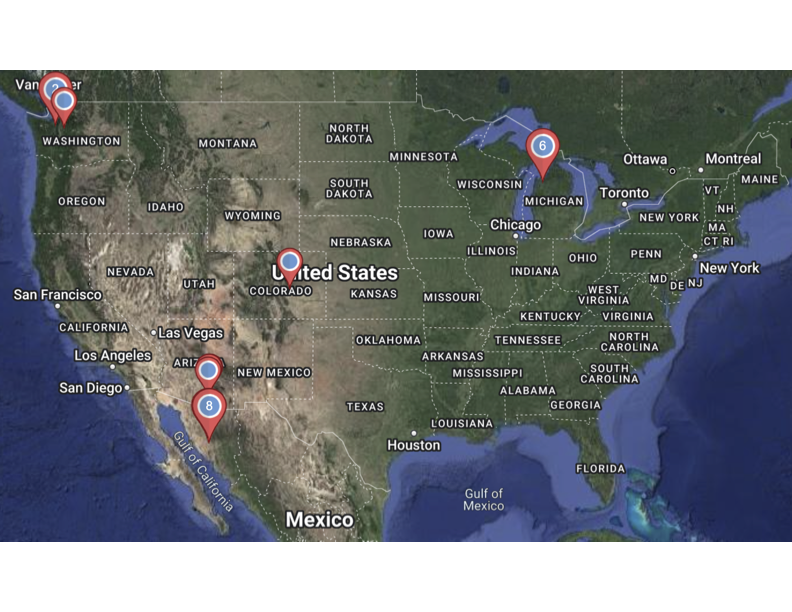 Van er
WASHINGTON
MONTANA
NORTH
DAKOTA
MINNESOTA
6
Ottawa
Montreal
MAINE
OREGON
IDAHO
SOUTH
DAKOTA
WISCONSIN
MICHIGAN
Toronto
VT
NH
WYOMING
NEW YORK
MA
CT RI
Chicago
IOWA
NEBRASKA
ILLINOIS
INDIANA
OHIO
PENN
New York
NEVADA
UTAH
United States
COLORADO
KANSAS
MISSOURI
WEST
VIRGINIA
MD
DE
NJ
San Francisco
KENTUCKY
VIRGINIA
CALIFORNIA
Las Vegas
OKLAHOMA
TENNESSEE
NORTH
CAROLINA
Los Angeles
ARIZ A
NEW MEXICO
ARKANSAS
MISSISSIPPI
SOUTH
CAROLINA
San Diego
8
TEXAS
ALABAMA
GEORGIA
LOUISIANA
Houston
Gulf of California
FLORIDA
Gulf of
Mexico
Mexico